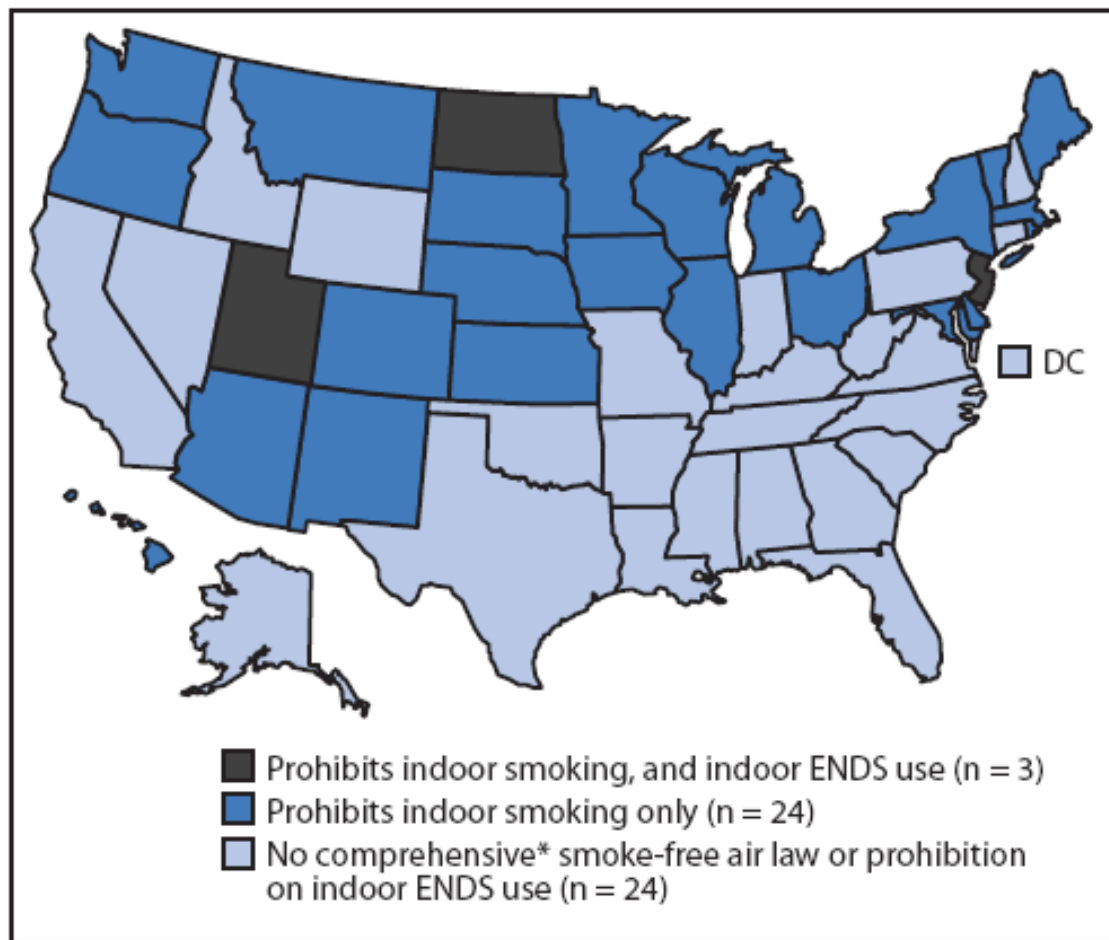 DC
Prohibits indoor smoking, and indoor ENDS use (n = 3)
Prohibits indoor smoking only (n = 24)
No comprehensive* smoke-free air law or prohibition
on indoor ENDS use (n = 24)